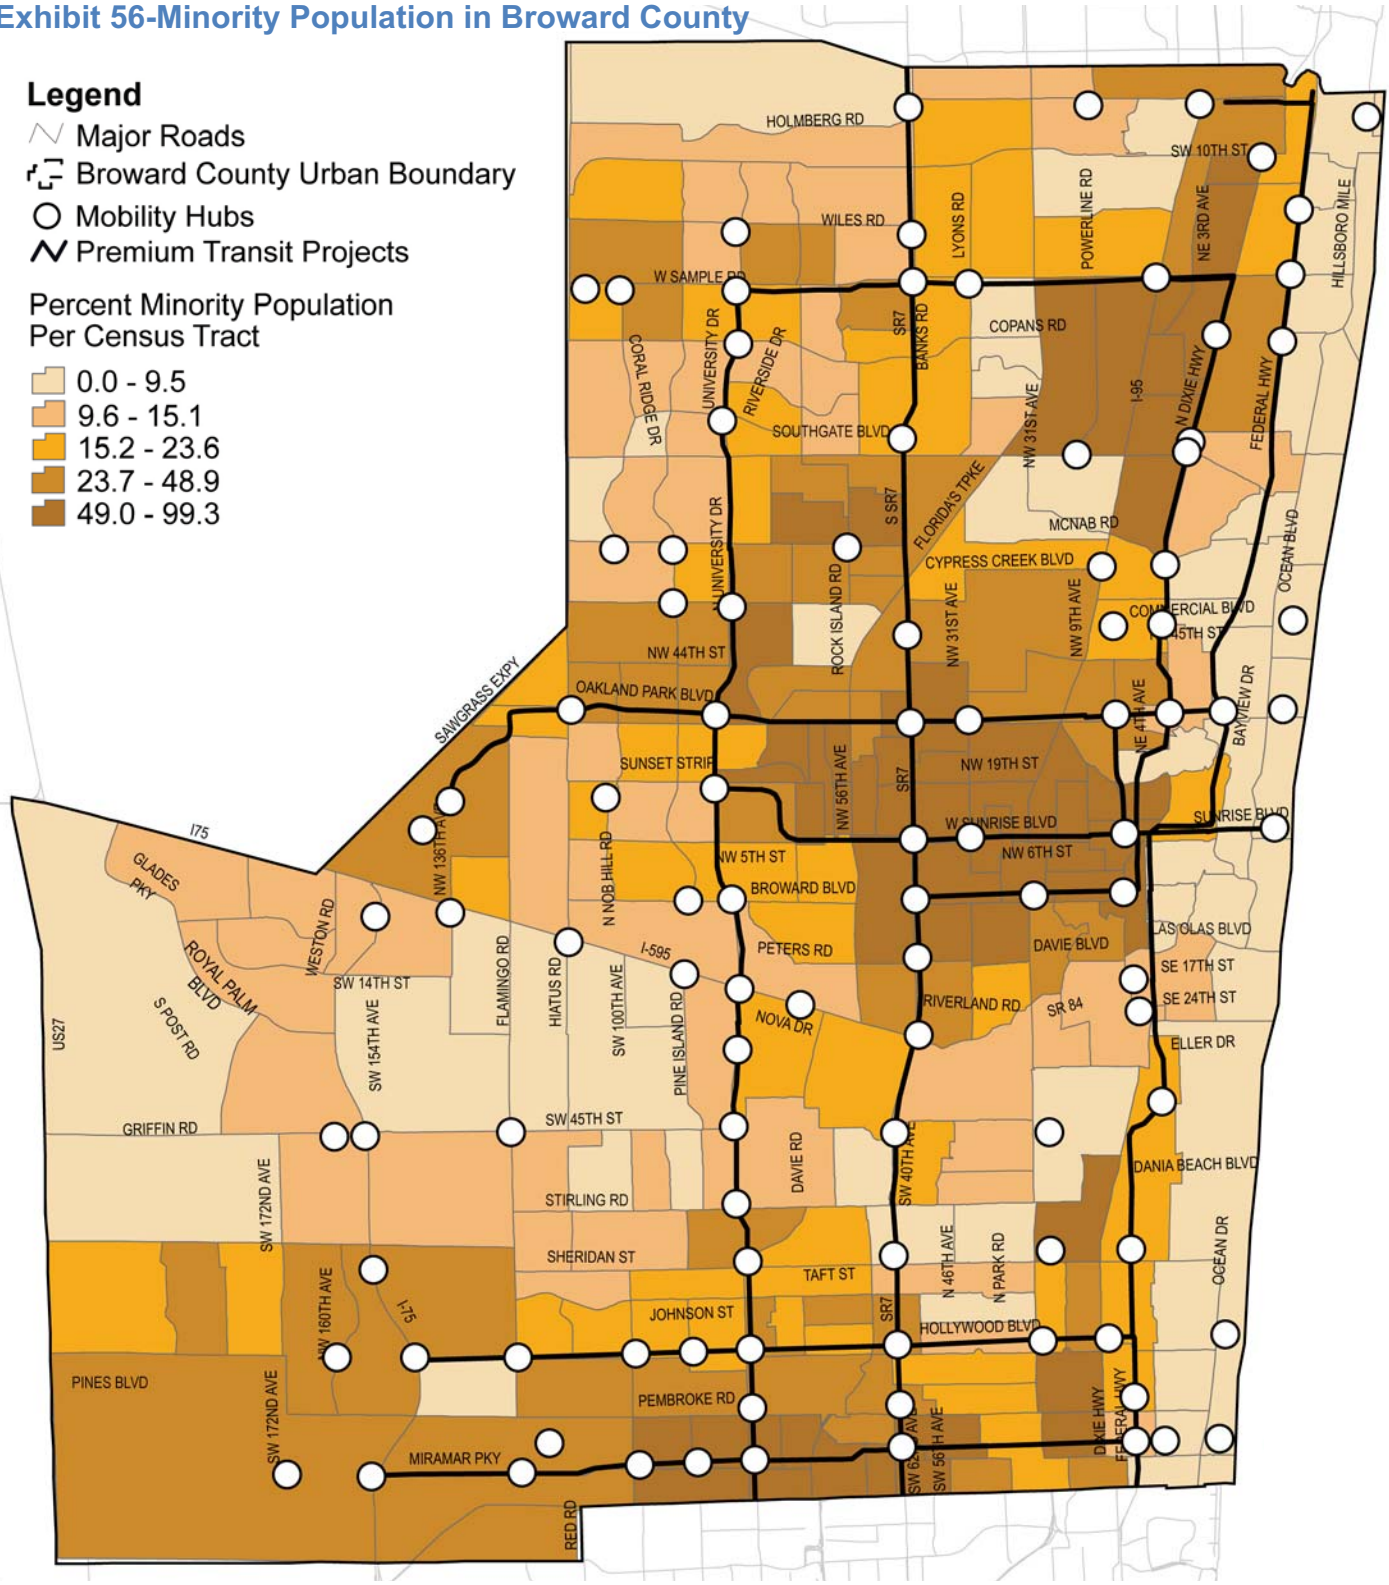 Exhibit 56-Minority Population in Broward County
Legend
Major Roads
Broward County Urban Boundary
Mobility Hubs
Premium Transit Projects
Percent Minority Population
Per Census Tract
0.0 - 9.5
9.6 - 15.1
15.2 - 23.6
23.7 - 48.9
49.0 - 99.3
HOLMBERG RD
SW 10TH ST
WILES RD
LYONS RD
POWERLINE RD
NE 3RD AVE
HILLSBORO MILE
W SAMPLE RD
CORAL RIDGE DR
UNIVERSITY DR
RIVERSIDE DR
SR7
BANKS RD
COPANS RD
NW 31ST AVE
I-95
N DIXIE HWY
FEDERAL HWY
SOUTHGATE BLVD
S SR7
FLORIDA'S TPKE
MCNAB RD
OCEAN BLVD
N UNIVERSITY DR
CYPRESS CREEK BLVD
ROCK ISLAND RD
NW 31ST AVE
NW 9TH AVE
COMMERCIAL BLVD
45TH ST
NW 44TH ST
SAWGRASS EXPY
OAKLAND PARK BLVD
NE 4TH AVE
BAYVIEW DR
SUNSET STRIP
NW 56TH AVE
SR7
NW 19TH ST
NW 136TH AVE
W SUNRISE BLVD
SUNRISE BLVD
I75
N NOB HILL RD
NW 5TH ST
NW 6TH ST
GLADES
PKY
BROWARD BLVD
WESTON RD
I-595
PETERS RD
DAVIE BLVD
LAS OLAS BLVD
ROYAL PALM
BLVD
SW 14TH ST
FLAMINGO RD
HIATUS RD
SW 100TH AVE
PINE ISLAND RD
SE 17TH ST
SE 24TH ST
RIVERLAND RD
SR 84
NOVA DR
US27
S POST RD
SW 154TH AVE
ELLER DR
GRIFFIN RD
SW 45TH ST
DAVIE RD
SW 40TH AVE
DANIA BEACH BLVD
SW 172ND AVE
STIRLING RD
SHERIDAN ST
TAFT ST
N 46TH AVE
N PARK RD
OCEAN DR
NW 160TH AVE
I-75
JOHNSON ST
SR7
HOLLYWOOD BLVD
PINES BLVD
SW 172ND AVE
PEMBROKE RD
DIXIE HWY
FEDERAL HWY
MIRAMAR PKY
SW 56TH AVE
RED RD